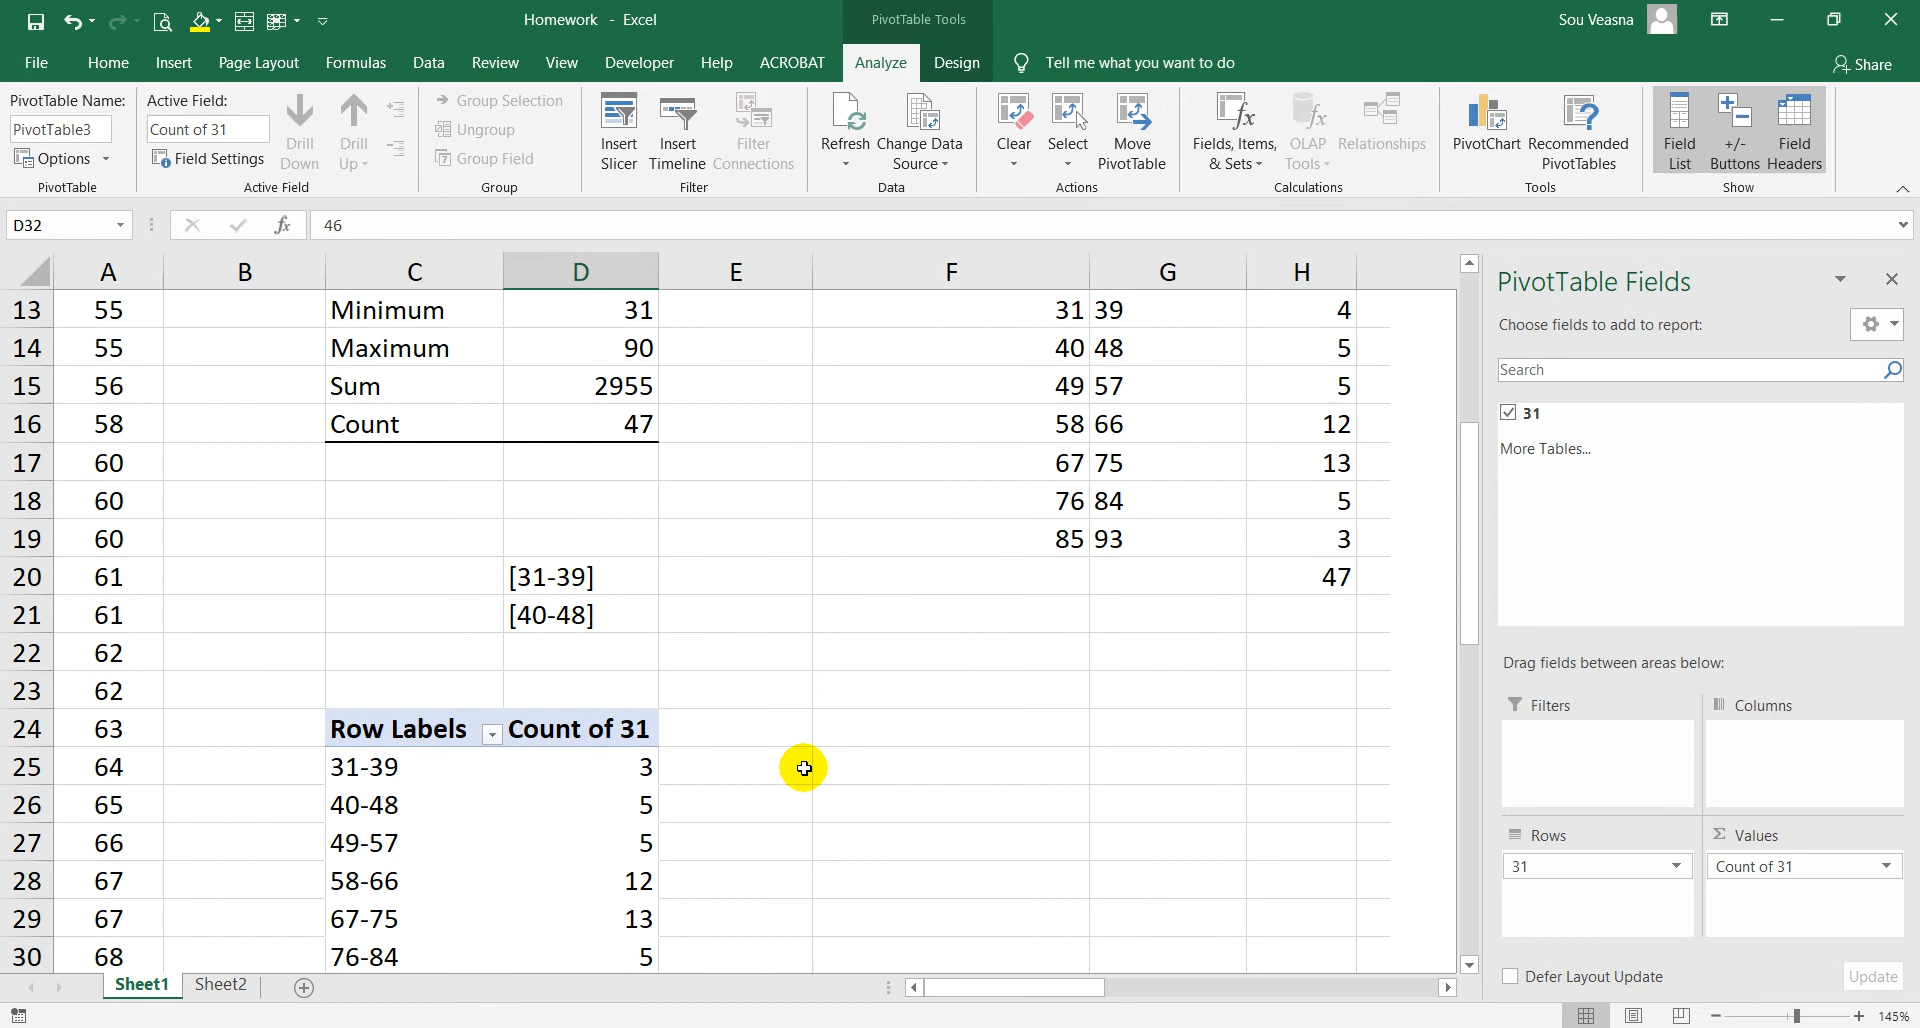 Homework - Excel
PivotTable Tools
Sou Veasna
File Home Insert Page Layout Formulas Data Review View Developer Help ACROBAT Analyze Design Tell me what you want to do Share
PivotTable Name:
PivotTable3
Options
PivotTable
Active Field:
Count of 31
Field Settings
Drill Down
Drill Up
Active Field
Group Selection
Ungroup
Group Field
Group
Insert Slicer
Insert Timeline
Filter Connections
Filter
Refresh
Change Data Source
Data
Clear
Select
Move PivotTable
Actions
Fields, Items, & Sets
OLAP Tools
Relationships
Calculations
PivotChart
Recommended PivotTables
Tools
Field List
+/- Buttons
Field Headers
Show
D32 fx 46
A B C D E F G H
13 55 Minimum 31 31 39 4
14 55 Maximum 90 40 48 5
15 56 Sum 2955 49 57 5
16 58 Count 47 58 66 12
17 60 67 75 13
18 60 76 84 5
19 60 85 93 3
20 61 [31-39] 47
21 61 [40-48]
22 62
23 62
24 63 Row Labels Count of 31
25 64 31-39 3
26 65 40-48 5
27 66 49-57 5
28 67 58-66 12
29 67 67-75 13
30 68 76-84 5
Sheet1 Sheet2
PivotTable Fields
Choose fields to add to report:
Search
31
More Tables...
Drag fields between areas below:
Filters
Columns
Rows
31
Σ Values
Count of 31
Defer Layout Update
Update
145%